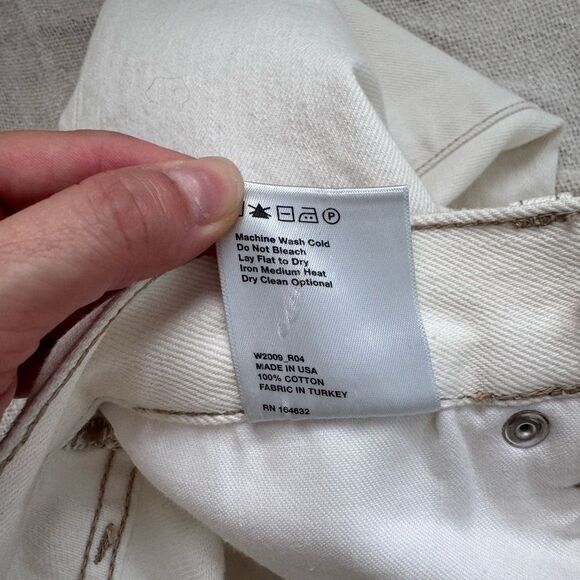 P
Machine Wash Cold
Do Not Bleach
Lay Flat to Dry
Iron Medium Heat
Dry Clean Optional
W2009_R04
MADE IN USA
100% COTTON
FABRIC IN TURKEY
RN 164632